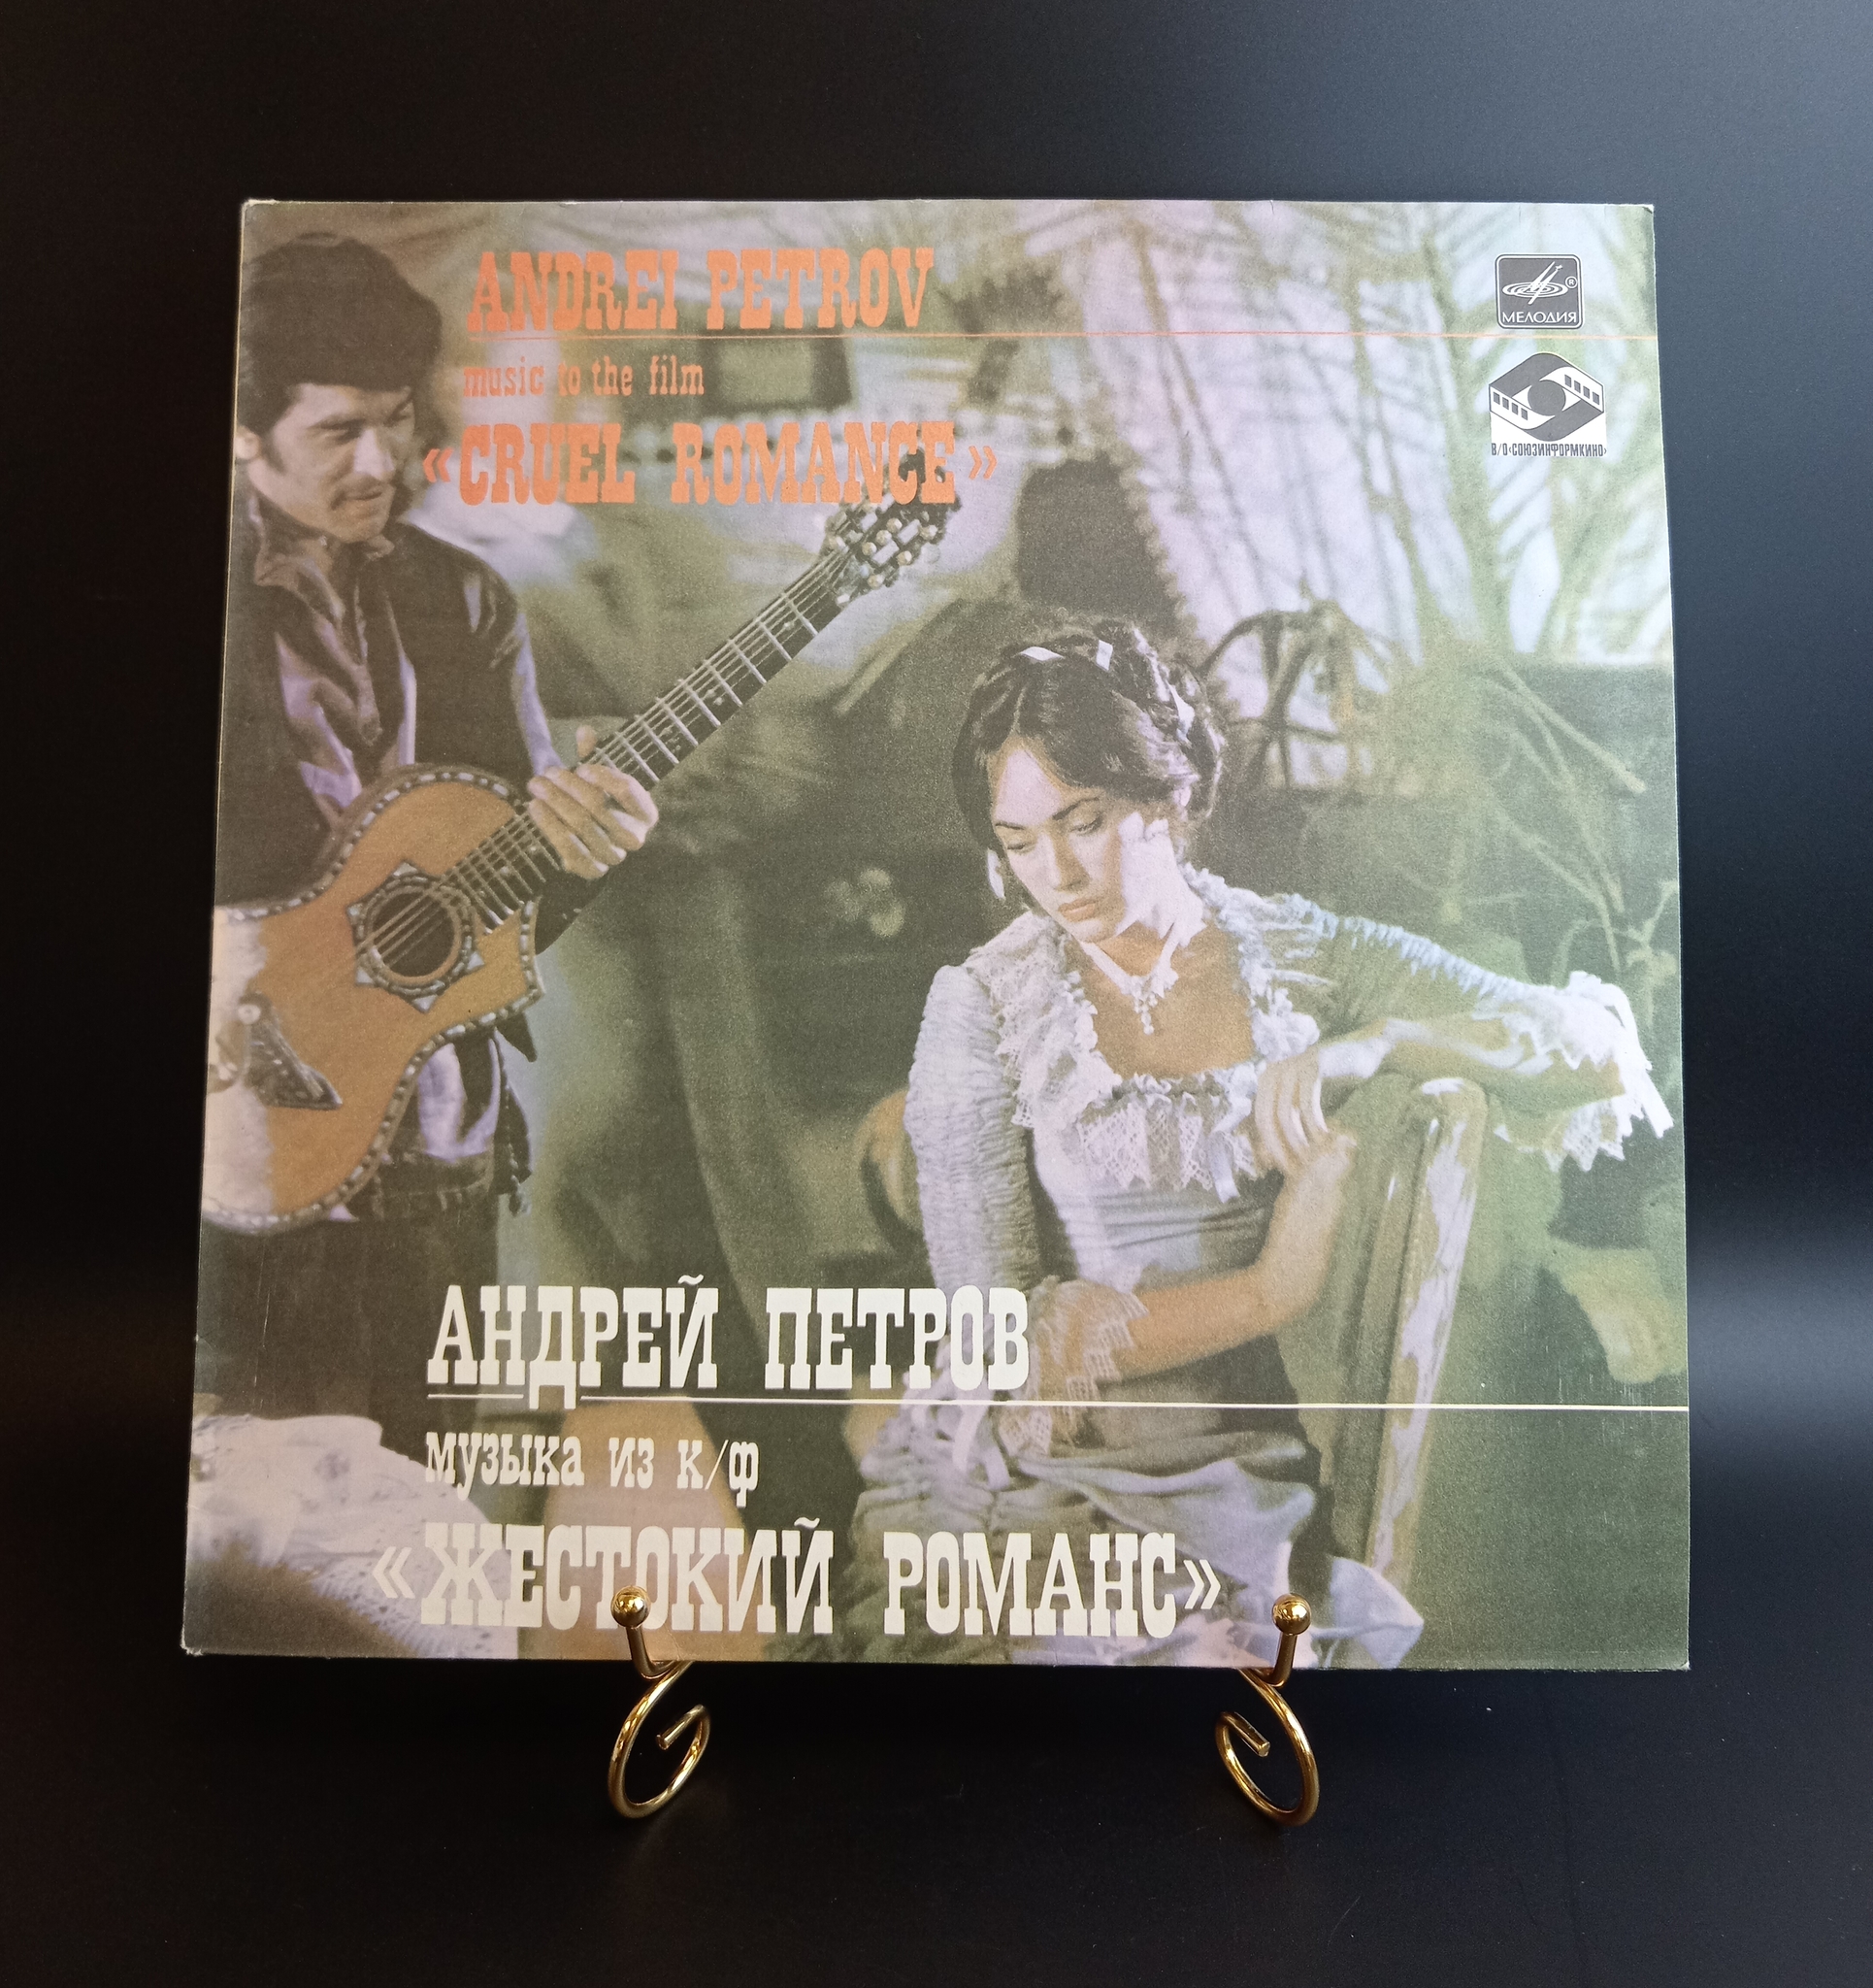 ANDREI PETROV
music to the film
«CRUEL ROMANCE»
МЕЛОДИЯ ®
В/О‹СОЮЗИНФОРМКИНО›
АНДРЕЙ ПЕТРОВ
музыка из к/ф
«ЖЕСТОКИЙ РОМАНС»